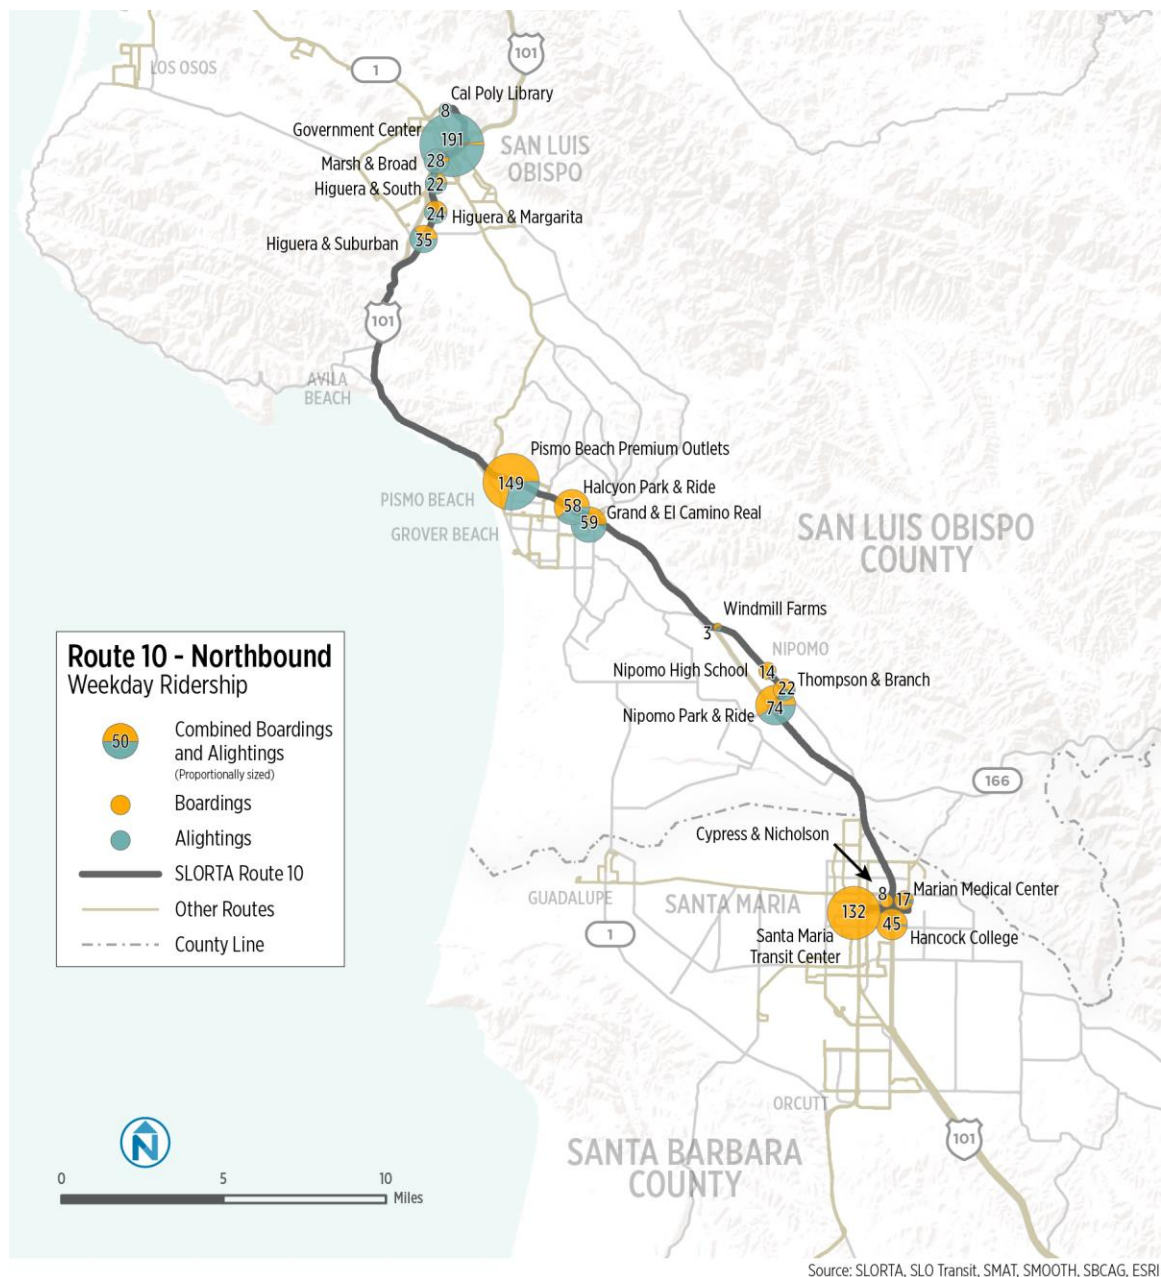 LOS OSOS
1
101
Cal Poly Library
8
Government Center
191
SAN LUIS
OBISPO
Marsh & Broad
28
Higuera & South
22
24
Higuera & Margarita
Higuera & Suburban
35
101
AVILA
BEACH
Pismo Beach Premium Outlets
149
PISMO BEACH
Halcyon Park & Ride
58
Grand & El Camino Real
59
GROVER BEACH
SAN LUIS OBISPO
COUNTY
Windmill Farms
3
NIPOMO
Nipomo High School
14
Thompson & Branch
22
Nipomo Park & Ride
74
Route 10 - Northbound
Weekday Ridership
50
Combined Boardings
and Alightings
(Proportionally sized)
Boardings
Alightings
SLORTA Route 10
Other Routes
County Line
166
Cypress & Nicholson
GUADALUPE
SANTA MARIA
8
17
Marian Medical Center
132
45
Hancock College
Santa Maria
Transit Center
1
ORCUTT
SANTA BARBARA
COUNTY
101
N
0 5 10
Miles
Source: SLORTA, SLO Transit, SMAT, SMOOTH, SBCAG, ESRI